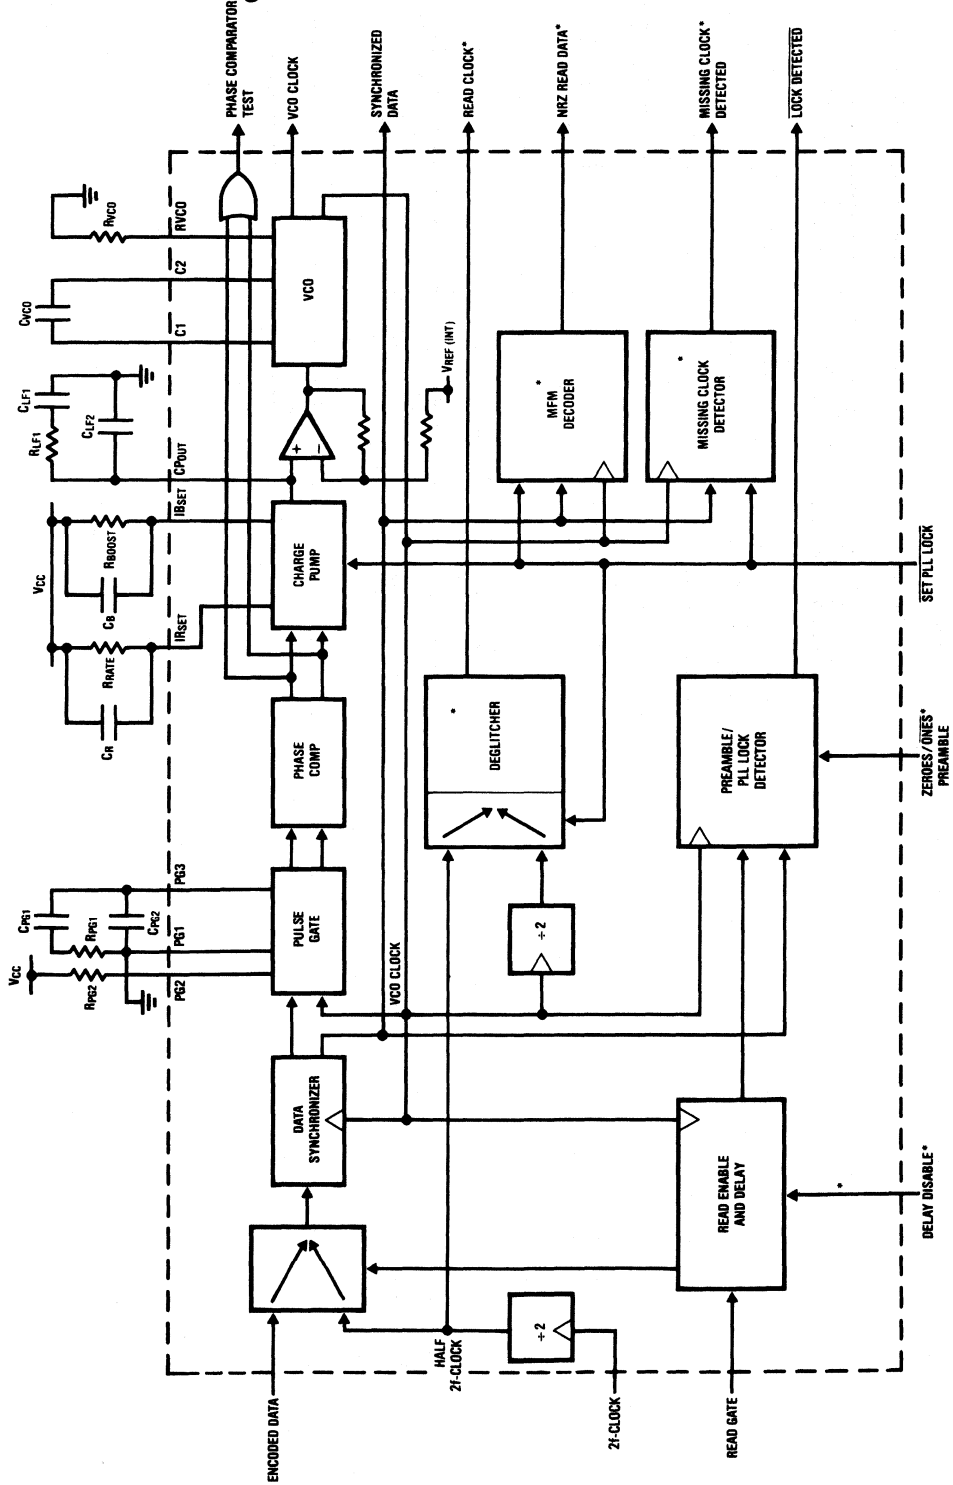 PHASE COMPARATOR
TEST
VCO CLOCK
SYNCHRONIZED
DATA
READ CLOCK*
NRZ READ DATA*
MISSING CLOCK*
DETECTED
LOCK DETECTED
RVCO
RVCO
C2
CVCO
C1
VCO
CLF1
RLF1
CLF2
CPOUT
VREF (INT)
+
−
IBSET
RBOOST
CB
VCC
IRSET
RRATE
CR
CHARGE
PUMP
PHASE
COMP
*
MFM
DECODER
*
MISSING CLOCK
DETECTOR
SET PLL LOCK
*
DEGLITCHER
PREAMBLE/
PLL LOCK
DETECTOR
ZEROES/ONES*
PREAMBLE
PG3
CPG1
RPG1
CPG2
PG1
VCC
RPG2
PG2
PULSE
GATE
VCO CLOCK
÷ 2
DATA
SYNCHRONIZER
READ ENABLE
AND DELAY
*
DELAY DISABLE*
÷ 2
HALF
2f-CLOCK
ENCODED DATA
2f-CLOCK
READ GATE